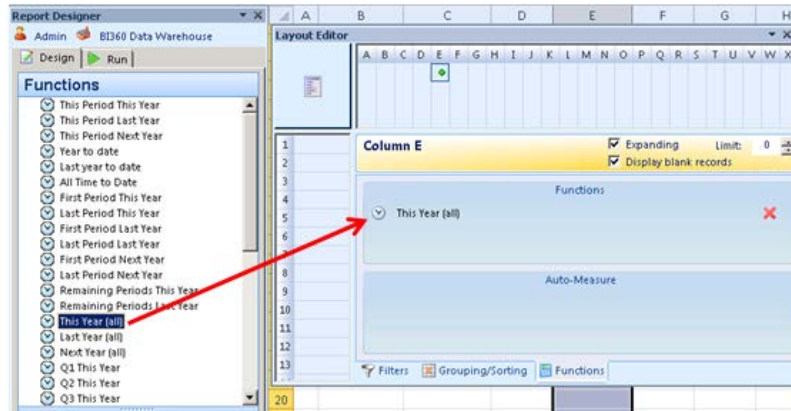 Report Designer
Admin BI360 Data Warehouse
Design Run
Functions
This Period This Year
This Period Last Year
This Period Next Year
Year to date
Last year to date
All Time to Date
First Period This Year
Last Period This Year
First Period Last Year
Last Period Last Year
First Period Next Year
Last Period Next Year
Remaining Periods This Year
Remaining Periods Last Year
This Year (all)
Last Year (all)
Next Year (all)
Q1 This Year
Q2 This Year
Q3 This Year
A B C D E F G H
Layout Editor
A B C D E F G H I J K L M N O P Q R S T U V W X
Column E
Expanding Limit: 0
Display blank records
Functions
This Year (all)
Auto-Measure
1
2
3
4
5
6
7
8
9
10
11
12
13
Filters Grouping/Sorting Functions
20